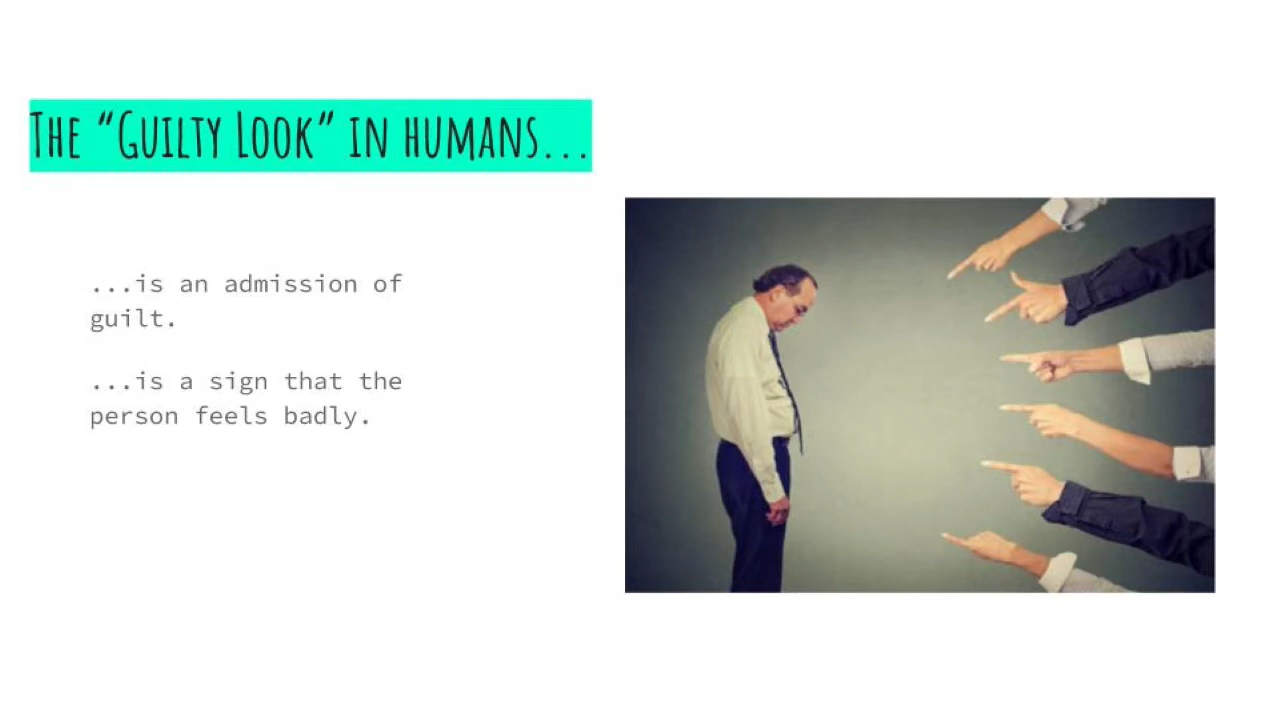 The “Guilty Look” in humans...
...is an admission of
guilt.
...is a sign that the
person feels badly.